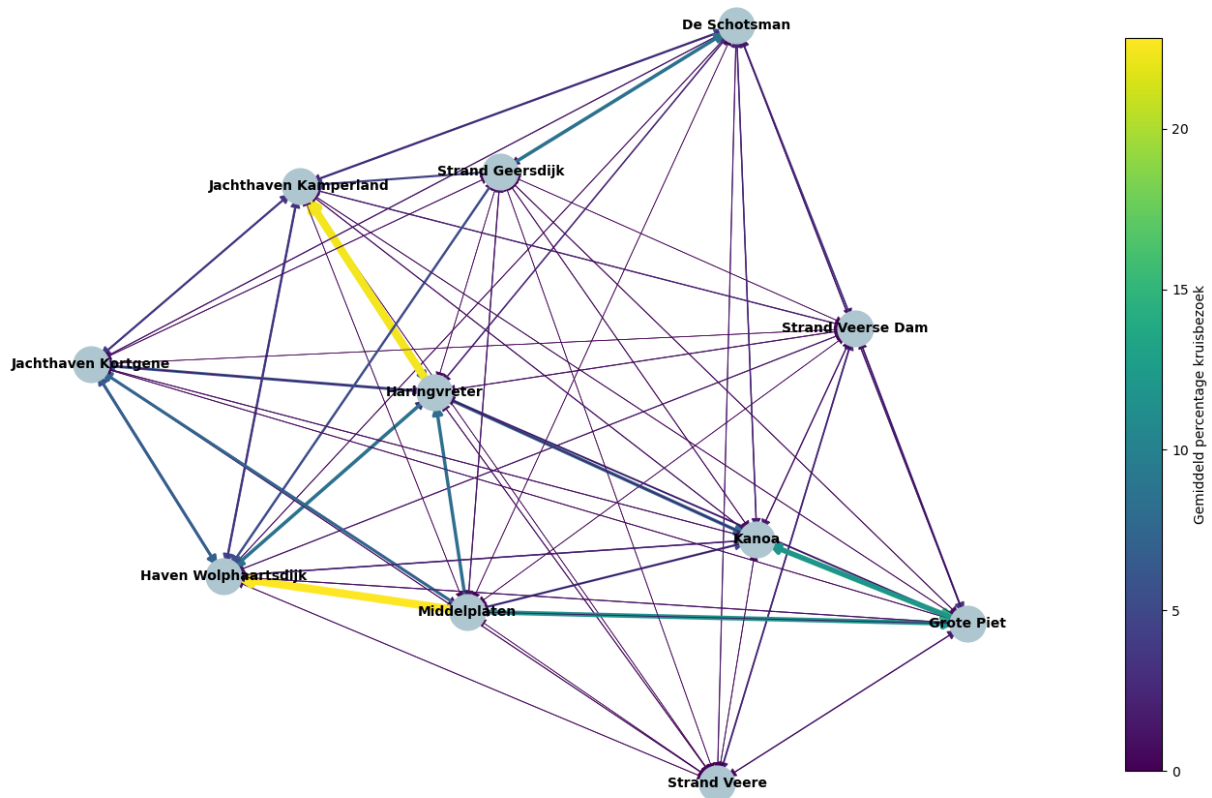 De Schotsman
Strand Geersdijk
Jachthaven Kamperland
Strand Veerse Dam
Jachthaven Kortgene
Haringvreter
Kanoa
Haven Wolphaartsdijk
Middelplaten
Grote Piet
Strand Veere
20
15
10
5
0
Gemiddeld percentage kruisbezoek